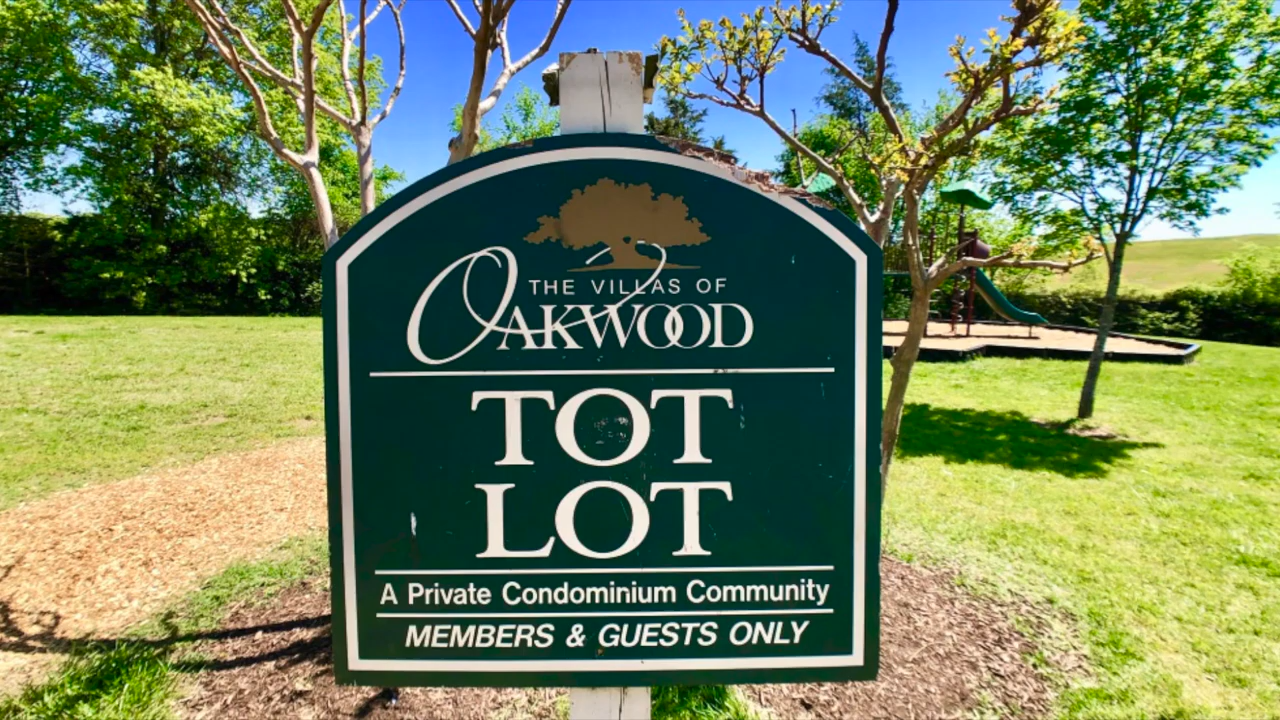 THE VILLAS OF
OAKWOOD
TOT
LOT
A Private Condominium Community
MEMBERS & GUESTS ONLY